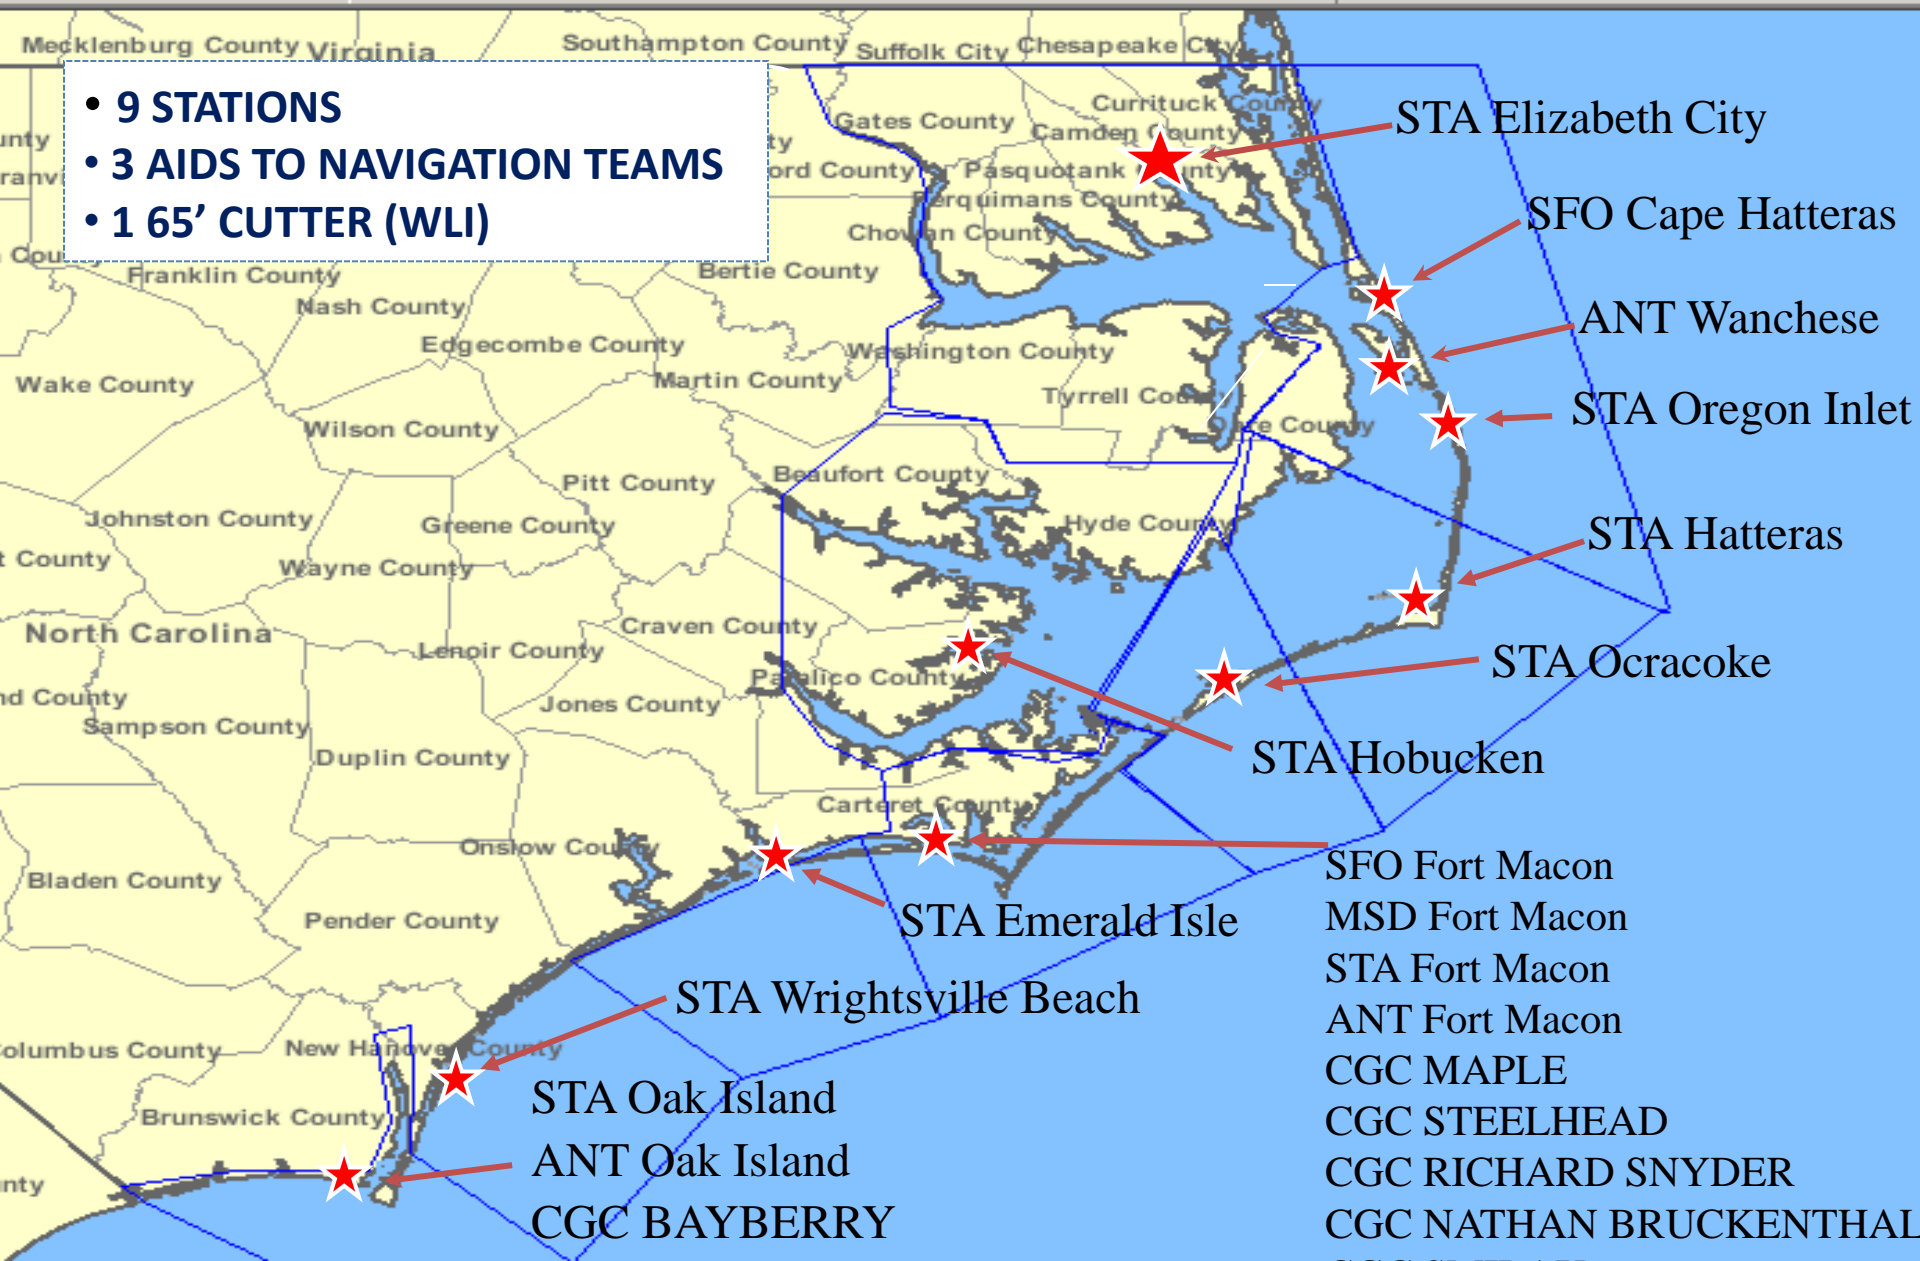 Mecklenburg County
Virginia
Southampton County
Suffolk City
Chesapeake City
• 9 STATIONS
• 3 AIDS TO NAVIGATION TEAMS
• 1 65’ CUTTER (WLI)
Gates County
Currituck County
Camden County
Pasquotank County
Perquimans County
Chowan County
Bertie County
STA Elizabeth City
SFO Cape Hatteras
ANT Wanchese
STA Oregon Inlet
STA Hatteras
STA Ocracoke
STA Hobucken
Franklin County
Nash County
Edgecombe County
Wake County
Martin County
Washington County
Tyrrell County
Dare County
Wilson County
Pitt County
Beaufort County
Hyde County
Johnston County
Greene County
t County
Wayne County
North Carolina
Lenoir County
Craven County
Pamlico County
Jones County
nd County
Sampson County
Duplin County
Carteret County
Onslow County
Bladen County
Pender County
STA Emerald Isle
STA Wrightsville Beach
SFO Fort Macon
MSD Fort Macon
STA Fort Macon
ANT Fort Macon
CGC MAPLE
CGC STEELHEAD
CGC RICHARD SNYDER
CGC NATHAN BRUCKENTHAL
olumbus County
New Hanover County
Brunswick County
STA Oak Island
ANT Oak Island
CGC BAYBERRY
nty